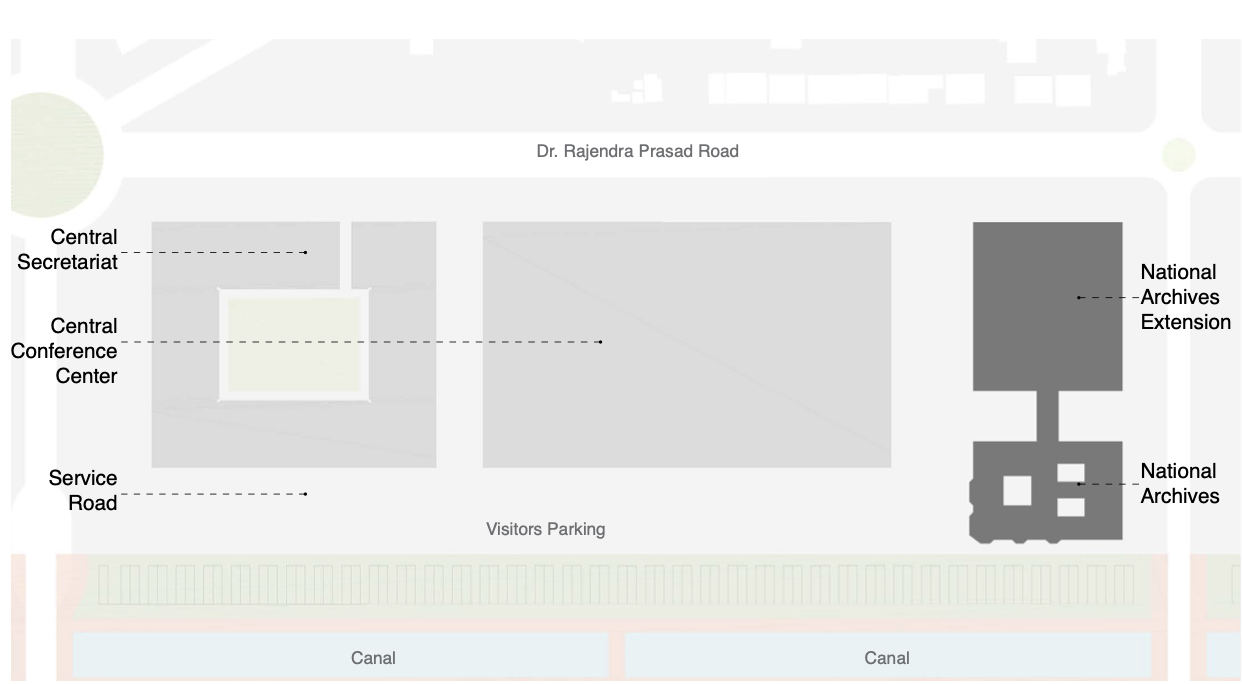 Dr. Rajendra Prasad Road
Central
Secretariat
National
Archives
Extension
Central
Conference
Center
Service
Road
National
Archives
Visitors Parking
Canal
Canal